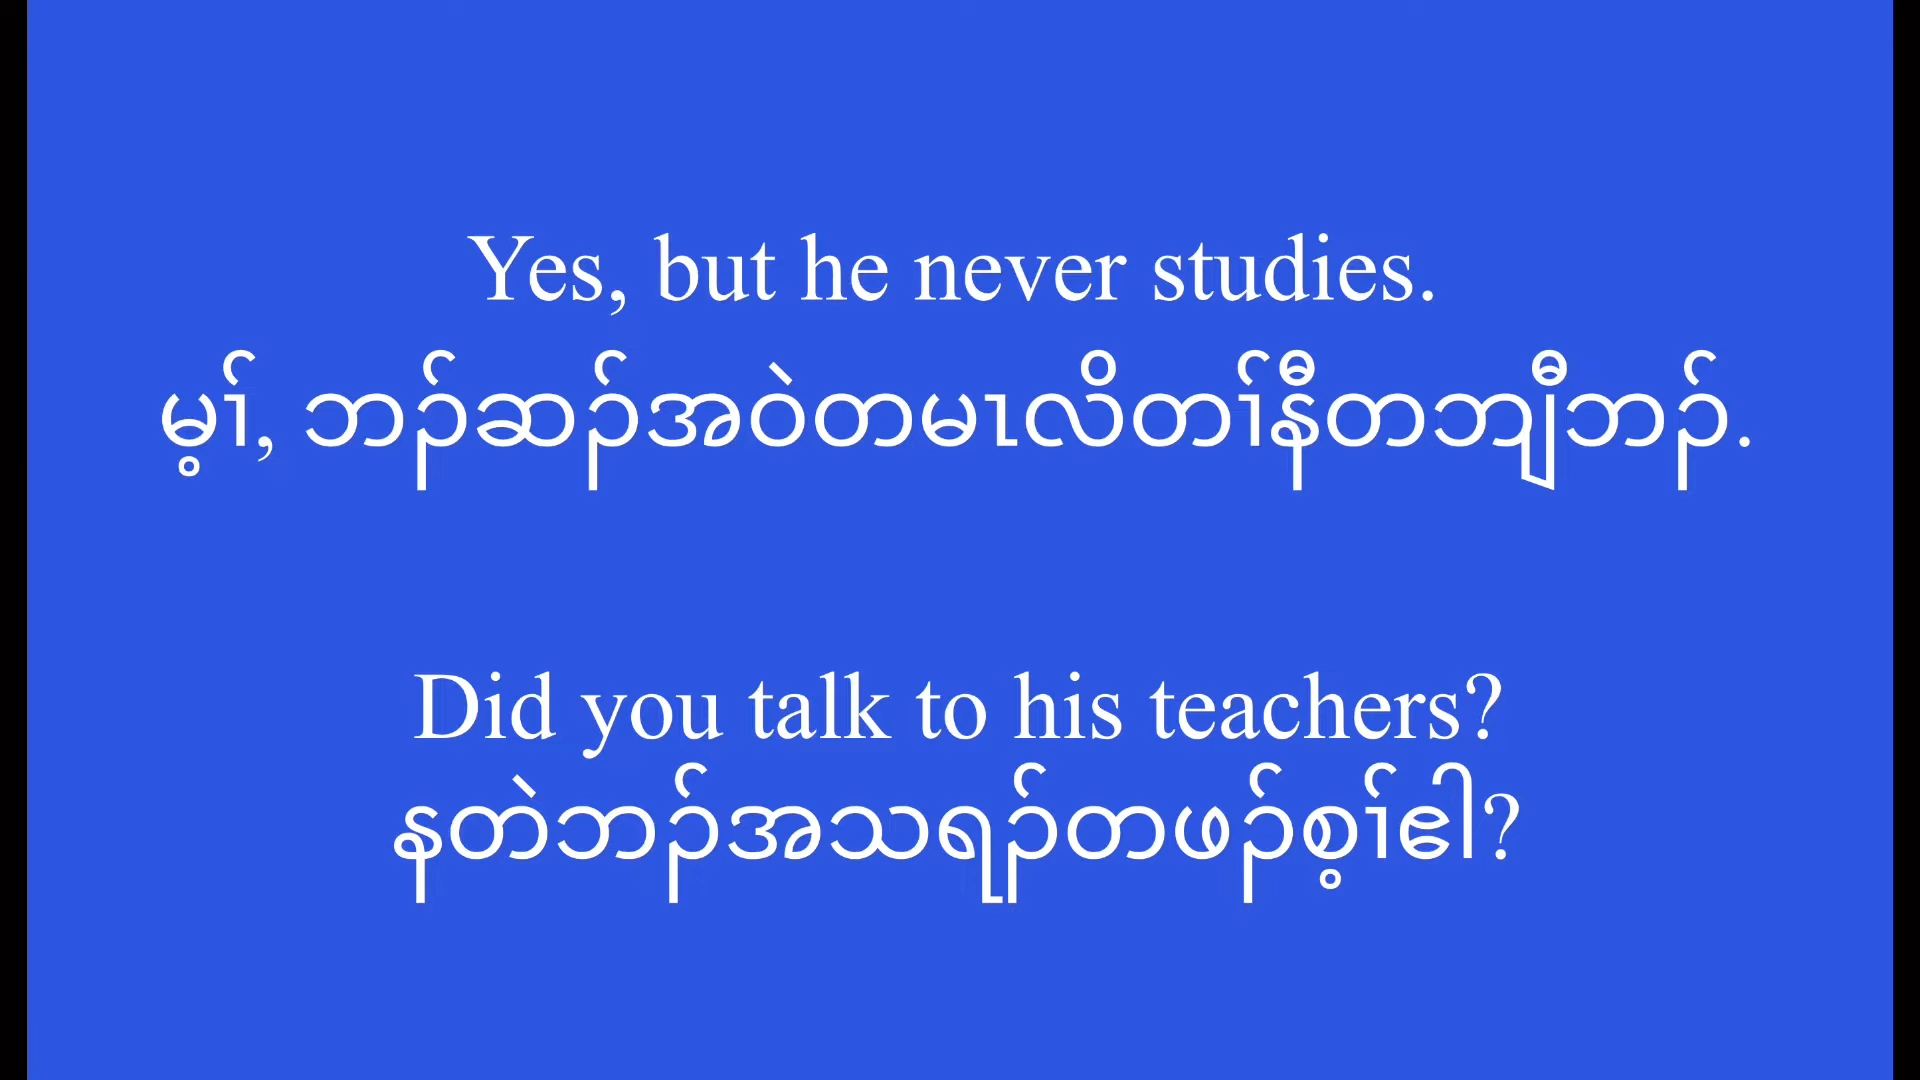 Yes, but he never studies.
မ့ၢ်, ဘၣ်ဆၣ်အဝဲတမၤလိတၢ်နီတဘျီဘၣ်.
Did you talk to his teachers?
နတဲဘၣ်အသရၣ်တဖၣ်စ့ၢ်ဧါ?